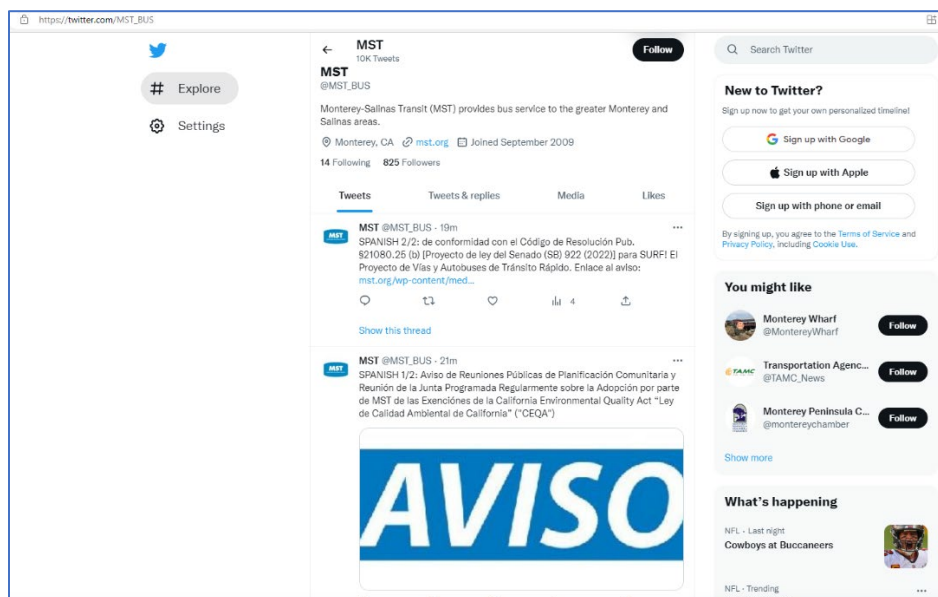 https://twitter.com/MST_BUS
Explore
Settings
MST
10K Tweets
Follow
MST
@MST_BUS
Monterey-Salinas Transit (MST) provides bus service to the greater Monterey and
Salinas areas.
Monterey, CA mst.org Joined September 2009
14 Following 825 Followers
Tweets Tweets & replies Media Likes
MST
MST @MST_BUS · 19m
SPANISH 2/2: de conformidad con el Código de Resolución Pub.
§21080.25 (b) [Proyecto de ley del Senado (SB) 922 (2022)] para SURF! El
Proyecto de Vías y Autobuses de Tránsito Rápido. Enlace al aviso:
mst.org/wp-content/med...
4
Show this thread
MST
MST @MST_BUS · 21m
SPANISH 1/2: Aviso de Reuniones Públicas de Planificación Comunitaria y
Reunión de la Junta Programada Regularmente sobre la Adopción por parte
de MST de las Exenciónes de la California Environmental Quality Act “Ley
de Calidad Ambiental de California” ("CEQA")
AVISO
Search Twitter
New to Twitter?
Sign up now to get your own personalized timeline!
Sign up with Google
Sign up with Apple
Sign up with phone or email
By signing up, you agree to the Terms of Service and
Privacy Policy, including Cookie Use.
You might like
Monterey Wharf
@MontereyWharf
Follow
TAMC
Transportation Agenc...
@TAMC_News
Follow
Monterey Peninsula C...
@montereychamber
Follow
Show more
What's happening
NFL · Last night
Cowboys at Buccaneers
NFL · Trending